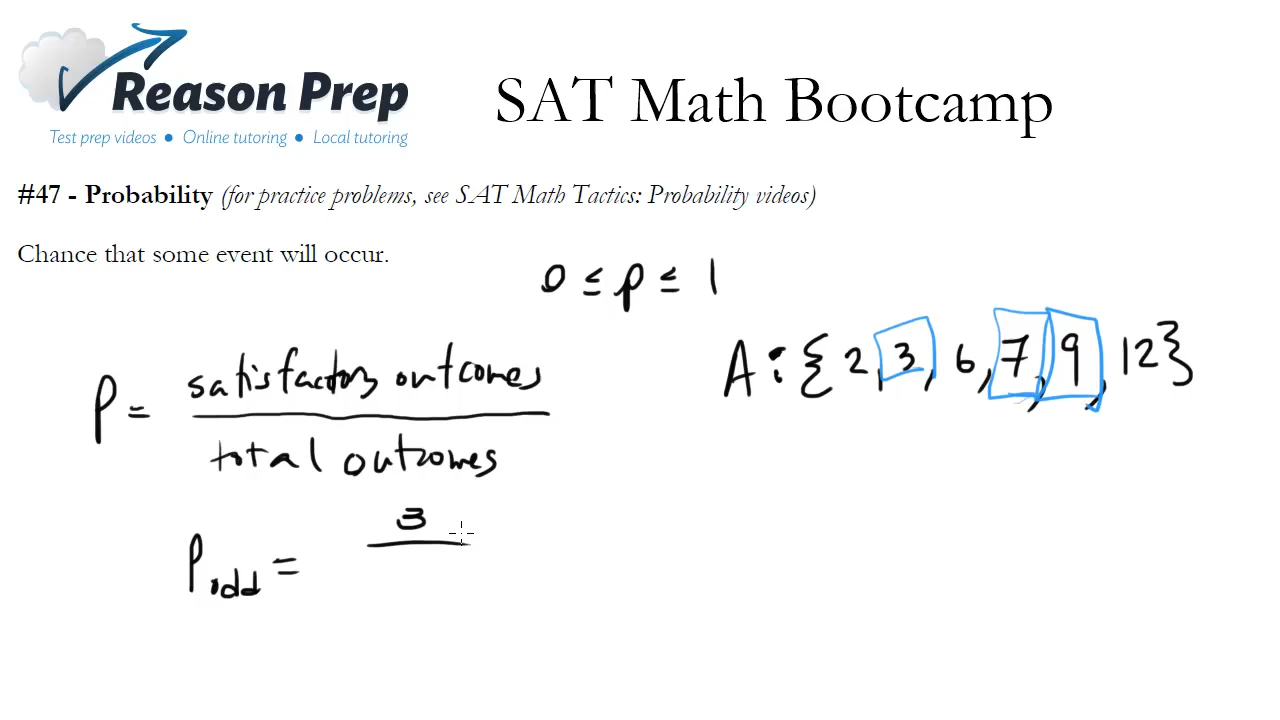 Reason Prep
Test prep videos ● Online tutoring ● Local tutoring
SAT Math Bootcamp
#47 - Probability (for practice problems, see SAT Math Tactics: Probability videos)
Chance that some event will occur.
0 ≤ p ≤ 1
A: {2, 3, 6, 7, 9, 12}
P = satisfactory outcomes
total outcomes
P odd = 3